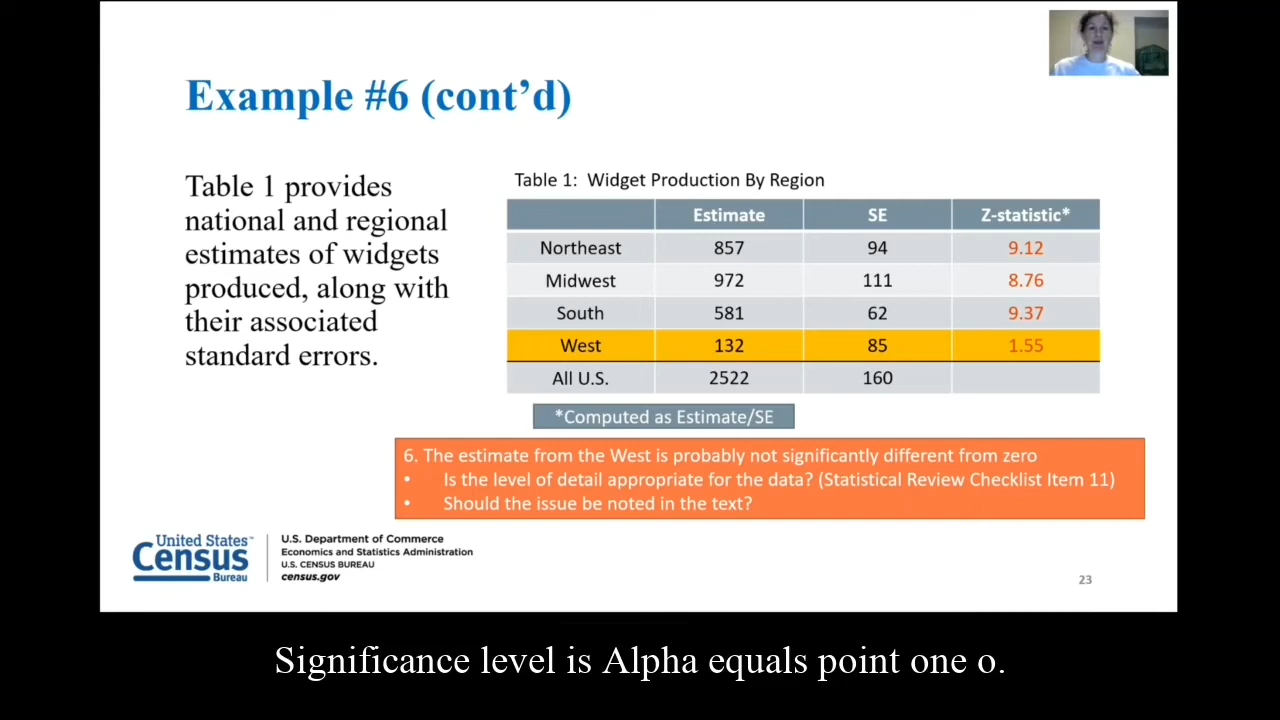 Example #6 (cont’d)
Table 1 provides
national and regional
estimates of widgets
produced, along with
their associated
standard errors.
Table 1: Widget Production By Region
Estimate SE Z-statistic*
Northeast 857 94 9.12
Midwest 972 111 8.76
South 581 62 9.37
West 132 85 1.55
All U.S. 2522 160
*Computed as Estimate/SE
6. The estimate from the West is probably not significantly different from zero
• Is the level of detail appropriate for the data? (Statistical Review Checklist Item 11)
• Should the issue be noted in the text?
United States™
Census
Bureau
U.S. Department of Commerce
Economics and Statistics Administration
U.S. CENSUS BUREAU
census.gov
23
Significance level is Alpha equals point one o.